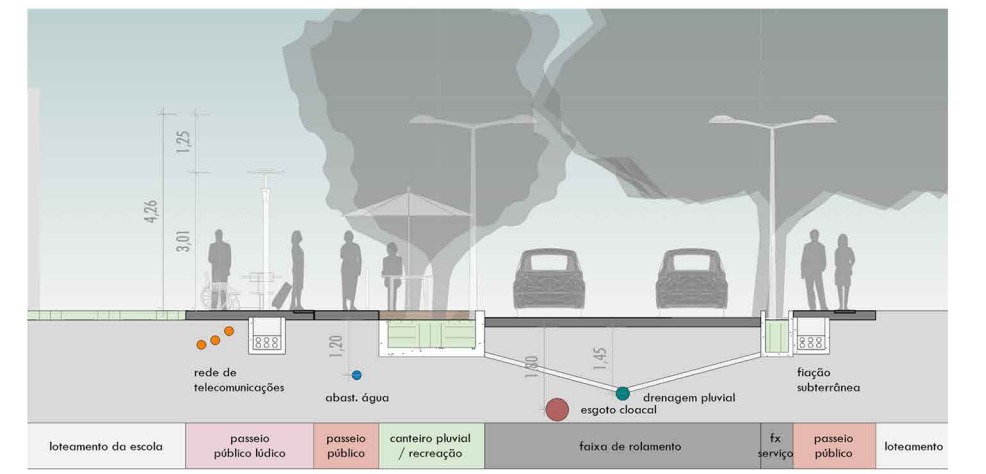 1,25
4,26
3,01
1,20
1,80
1,45
rede de
telecomunicações
abast. água
esgoto cloacal
drenagem pluvial
fiação
subterrânea
loteamento da escola
passeio
público lúdico
passeio
público
canteiro pluvial
/ recreação
faixa de rolamento
fx
serviço
passeio
público
loteamento